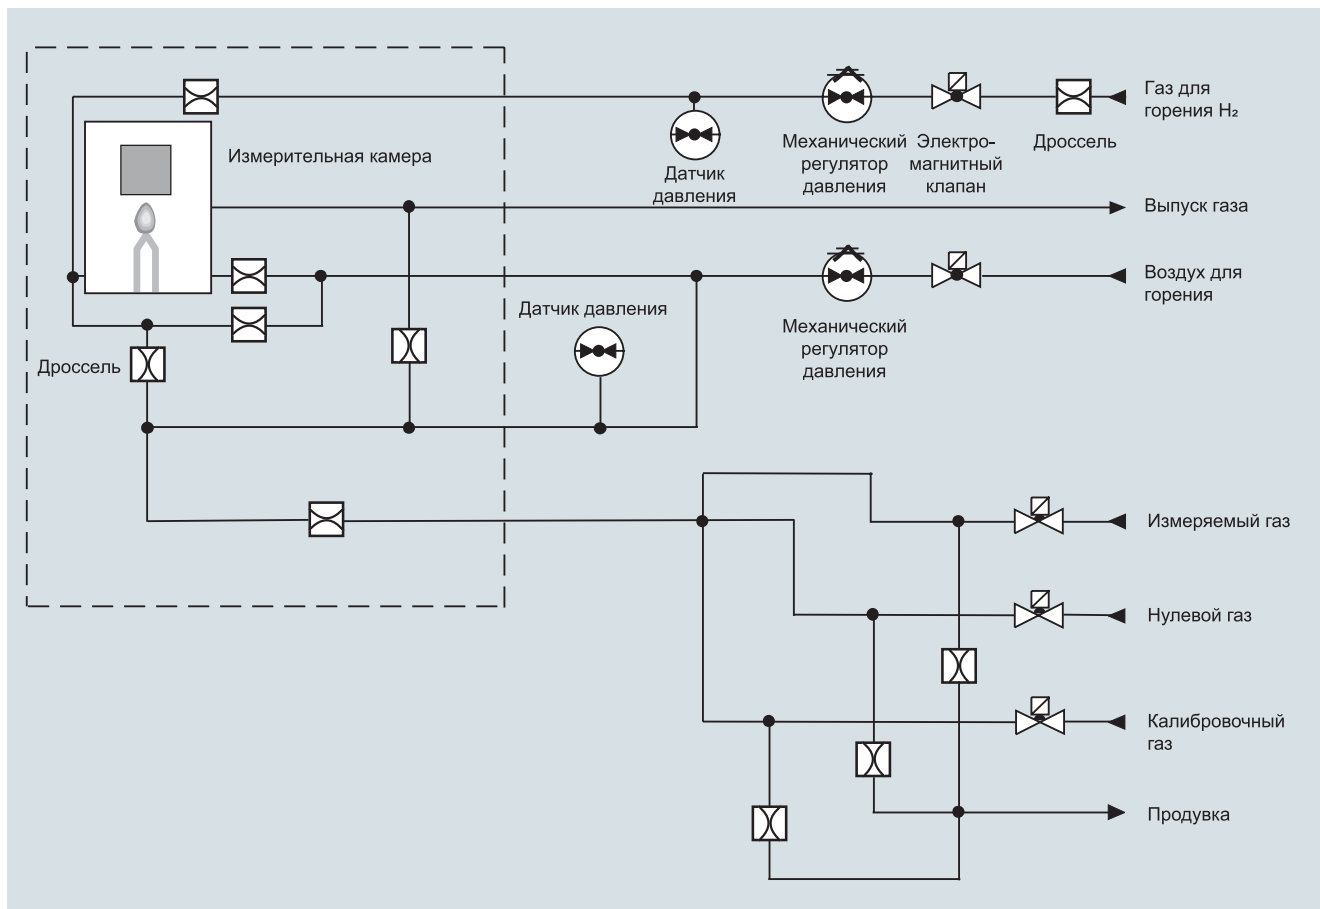 Газ для
горения H₂
Механический
регулятор
давления
Электро-
магнитный
клапан
Дроссель
Измерительная камера
Датчик
давления
Выпуск газа
Воздух для
горения
Датчик давления
Механический
регулятор
давления
Дроссель
Измеряемый газ
Нулевой газ
Калибровочный
газ
Продувка